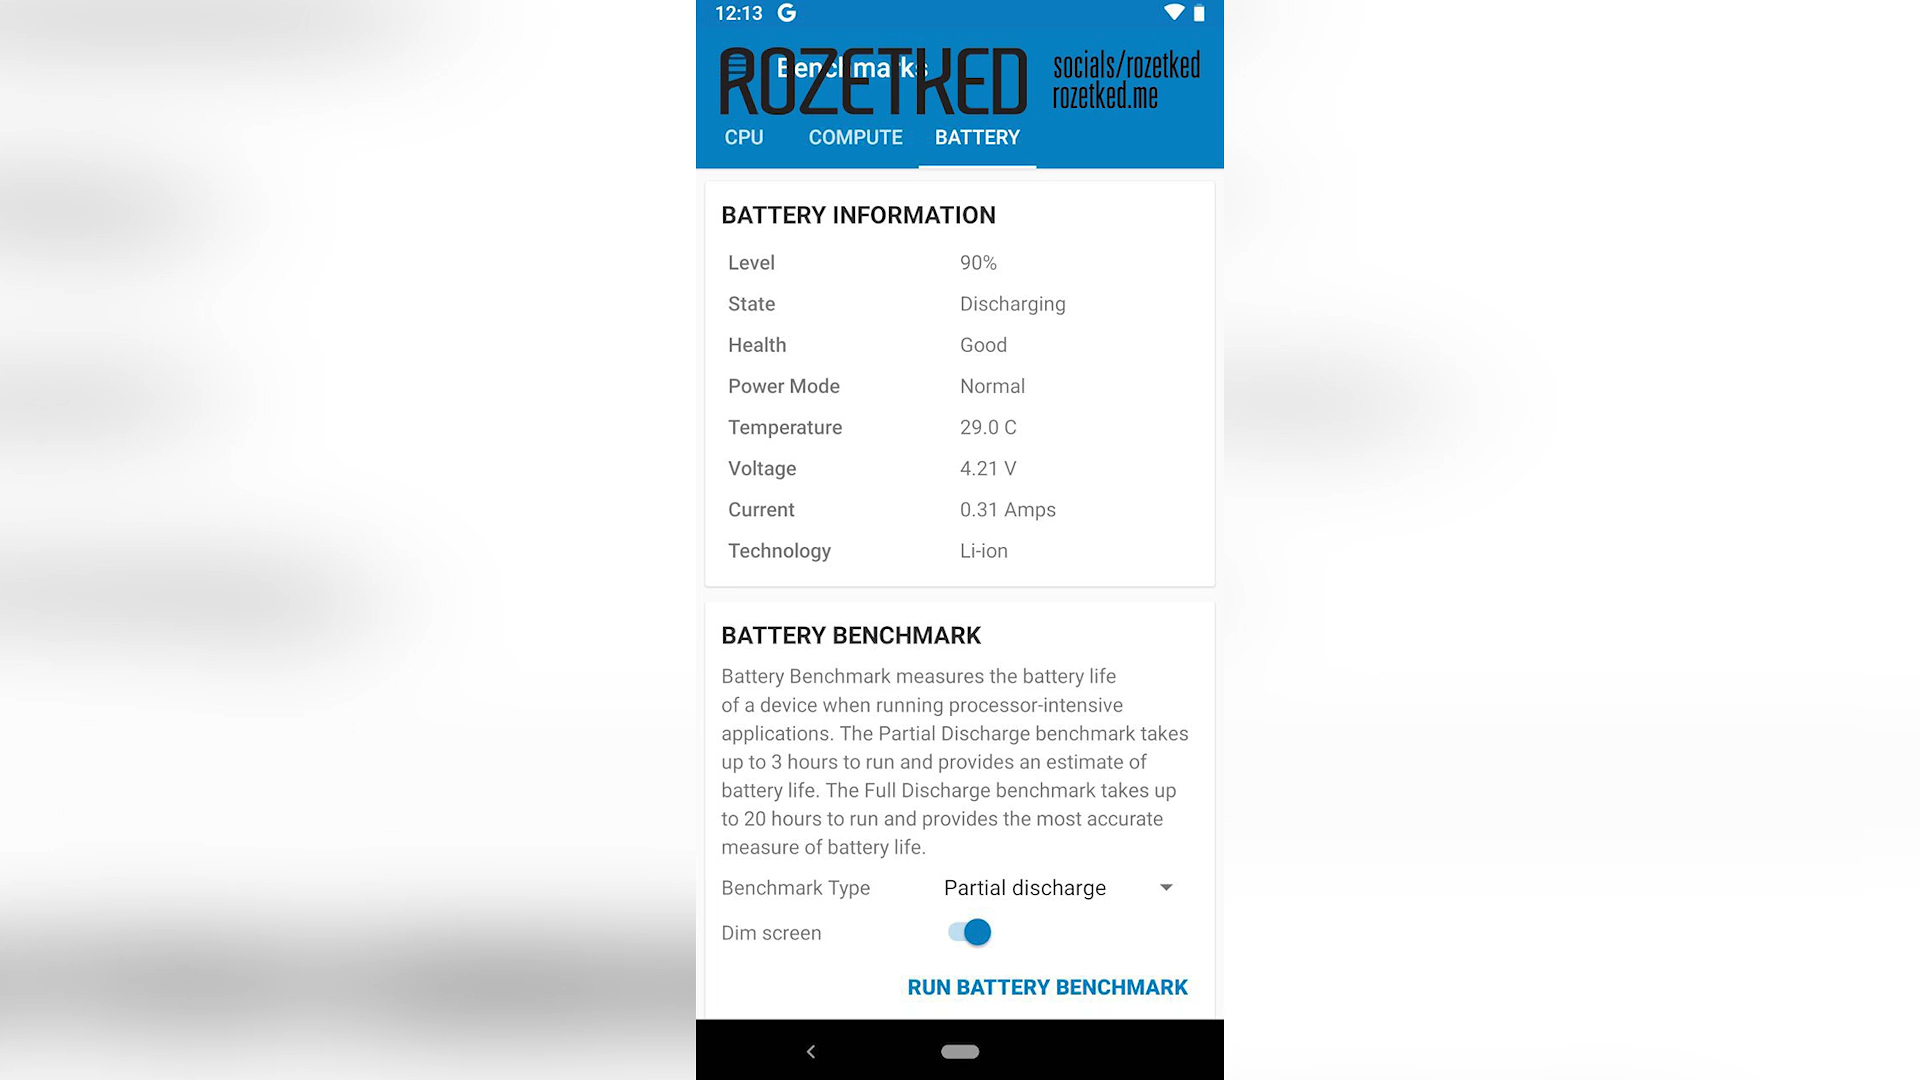 12:13 G
Benchmarks
ROZETKED
socials/rozetked
rozetked.me
CPU COMPUTE BATTERY
BATTERY INFORMATION
Level 90%
State Discharging
Health Good
Power Mode Normal
Temperature 29.0 C
Voltage 4.21 V
Current 0.31 Amps
Technology Li-ion
BATTERY BENCHMARK
Battery Benchmark measures the battery life
of a device when running processor-intensive
applications. The Partial Discharge benchmark takes
up to 3 hours to run and provides an estimate of
battery life. The Full Discharge benchmark takes up
to 20 hours to run and provides the most accurate
measure of battery life.
Benchmark Type Partial discharge
Dim screen
RUN BATTERY BENCHMARK